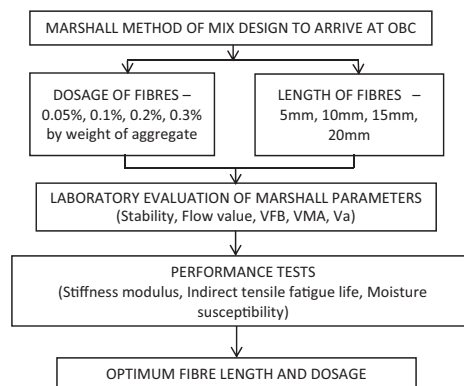 MARSHALL METHOD OF MIX DESIGN TO ARRIVE AT OBC
DOSAGE OF FIBRES –
0.05%, 0.1%, 0.2%, 0.3%
by weight of aggregate
LENGTH OF FIBRES –
5mm, 10mm, 15mm,
20mm
LABORATORY EVALUATION OF MARSHALL PARAMETERS
(Stability, Flow value, VFB, VMA, Va)
PERFORMANCE TESTS
(Stiffness modulus, Indirect tensile fatigue life, Moisture
susceptibility)
OPTIMUM FIBRE LENGTH AND DOSAGE